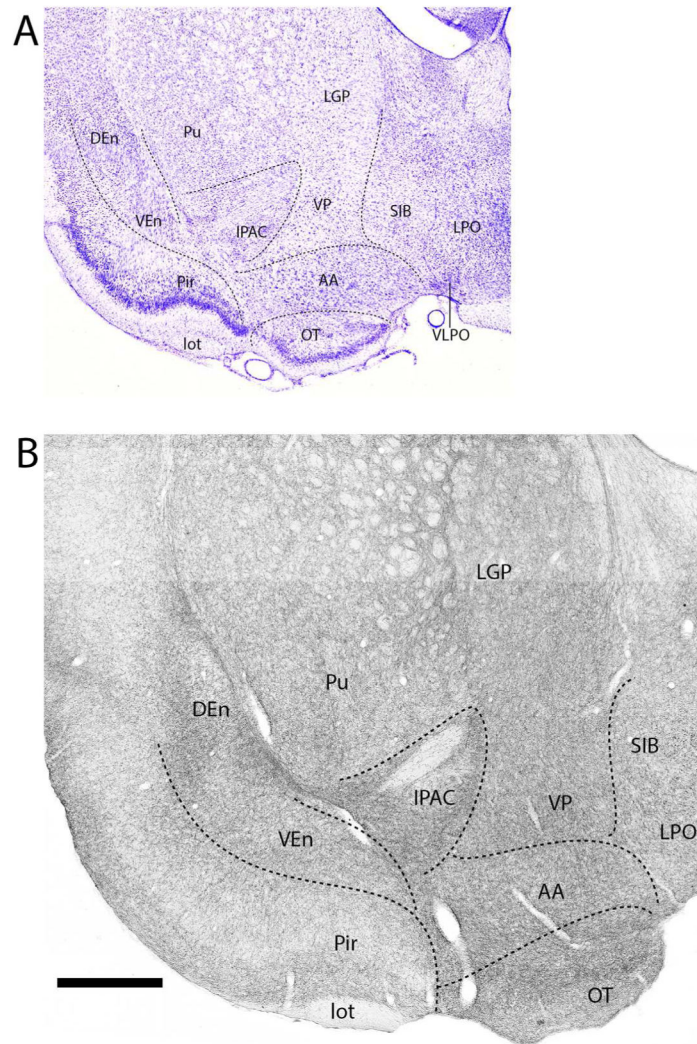 A
LGP
DEn
Pu
VEn
VP
SIB
IPAC
LPO
Pir
AA
lot
OT
VLPO
B
LGP
Pu
DEn
SIB
IPAC
VP
VEn
LPO
AA
Pir
OT
lot